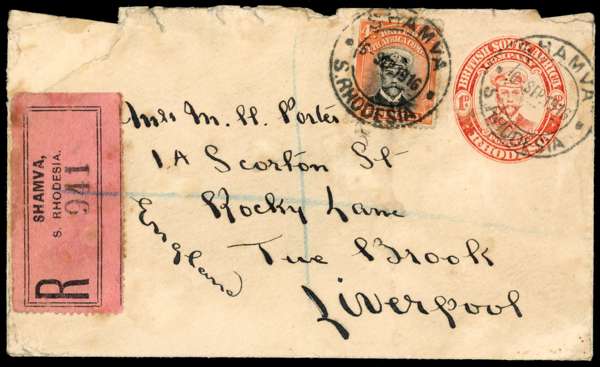 SHAMVA
S. RHODESIA
BRITISH SOUTH AFRICA
COMPANY
RHODESIA
SHAMVA,
S. RHODESIA.
941
R
Mrs M. H. Porter
1A Scorton St
Rocky Lane
Tue Brook
Liverpool
England